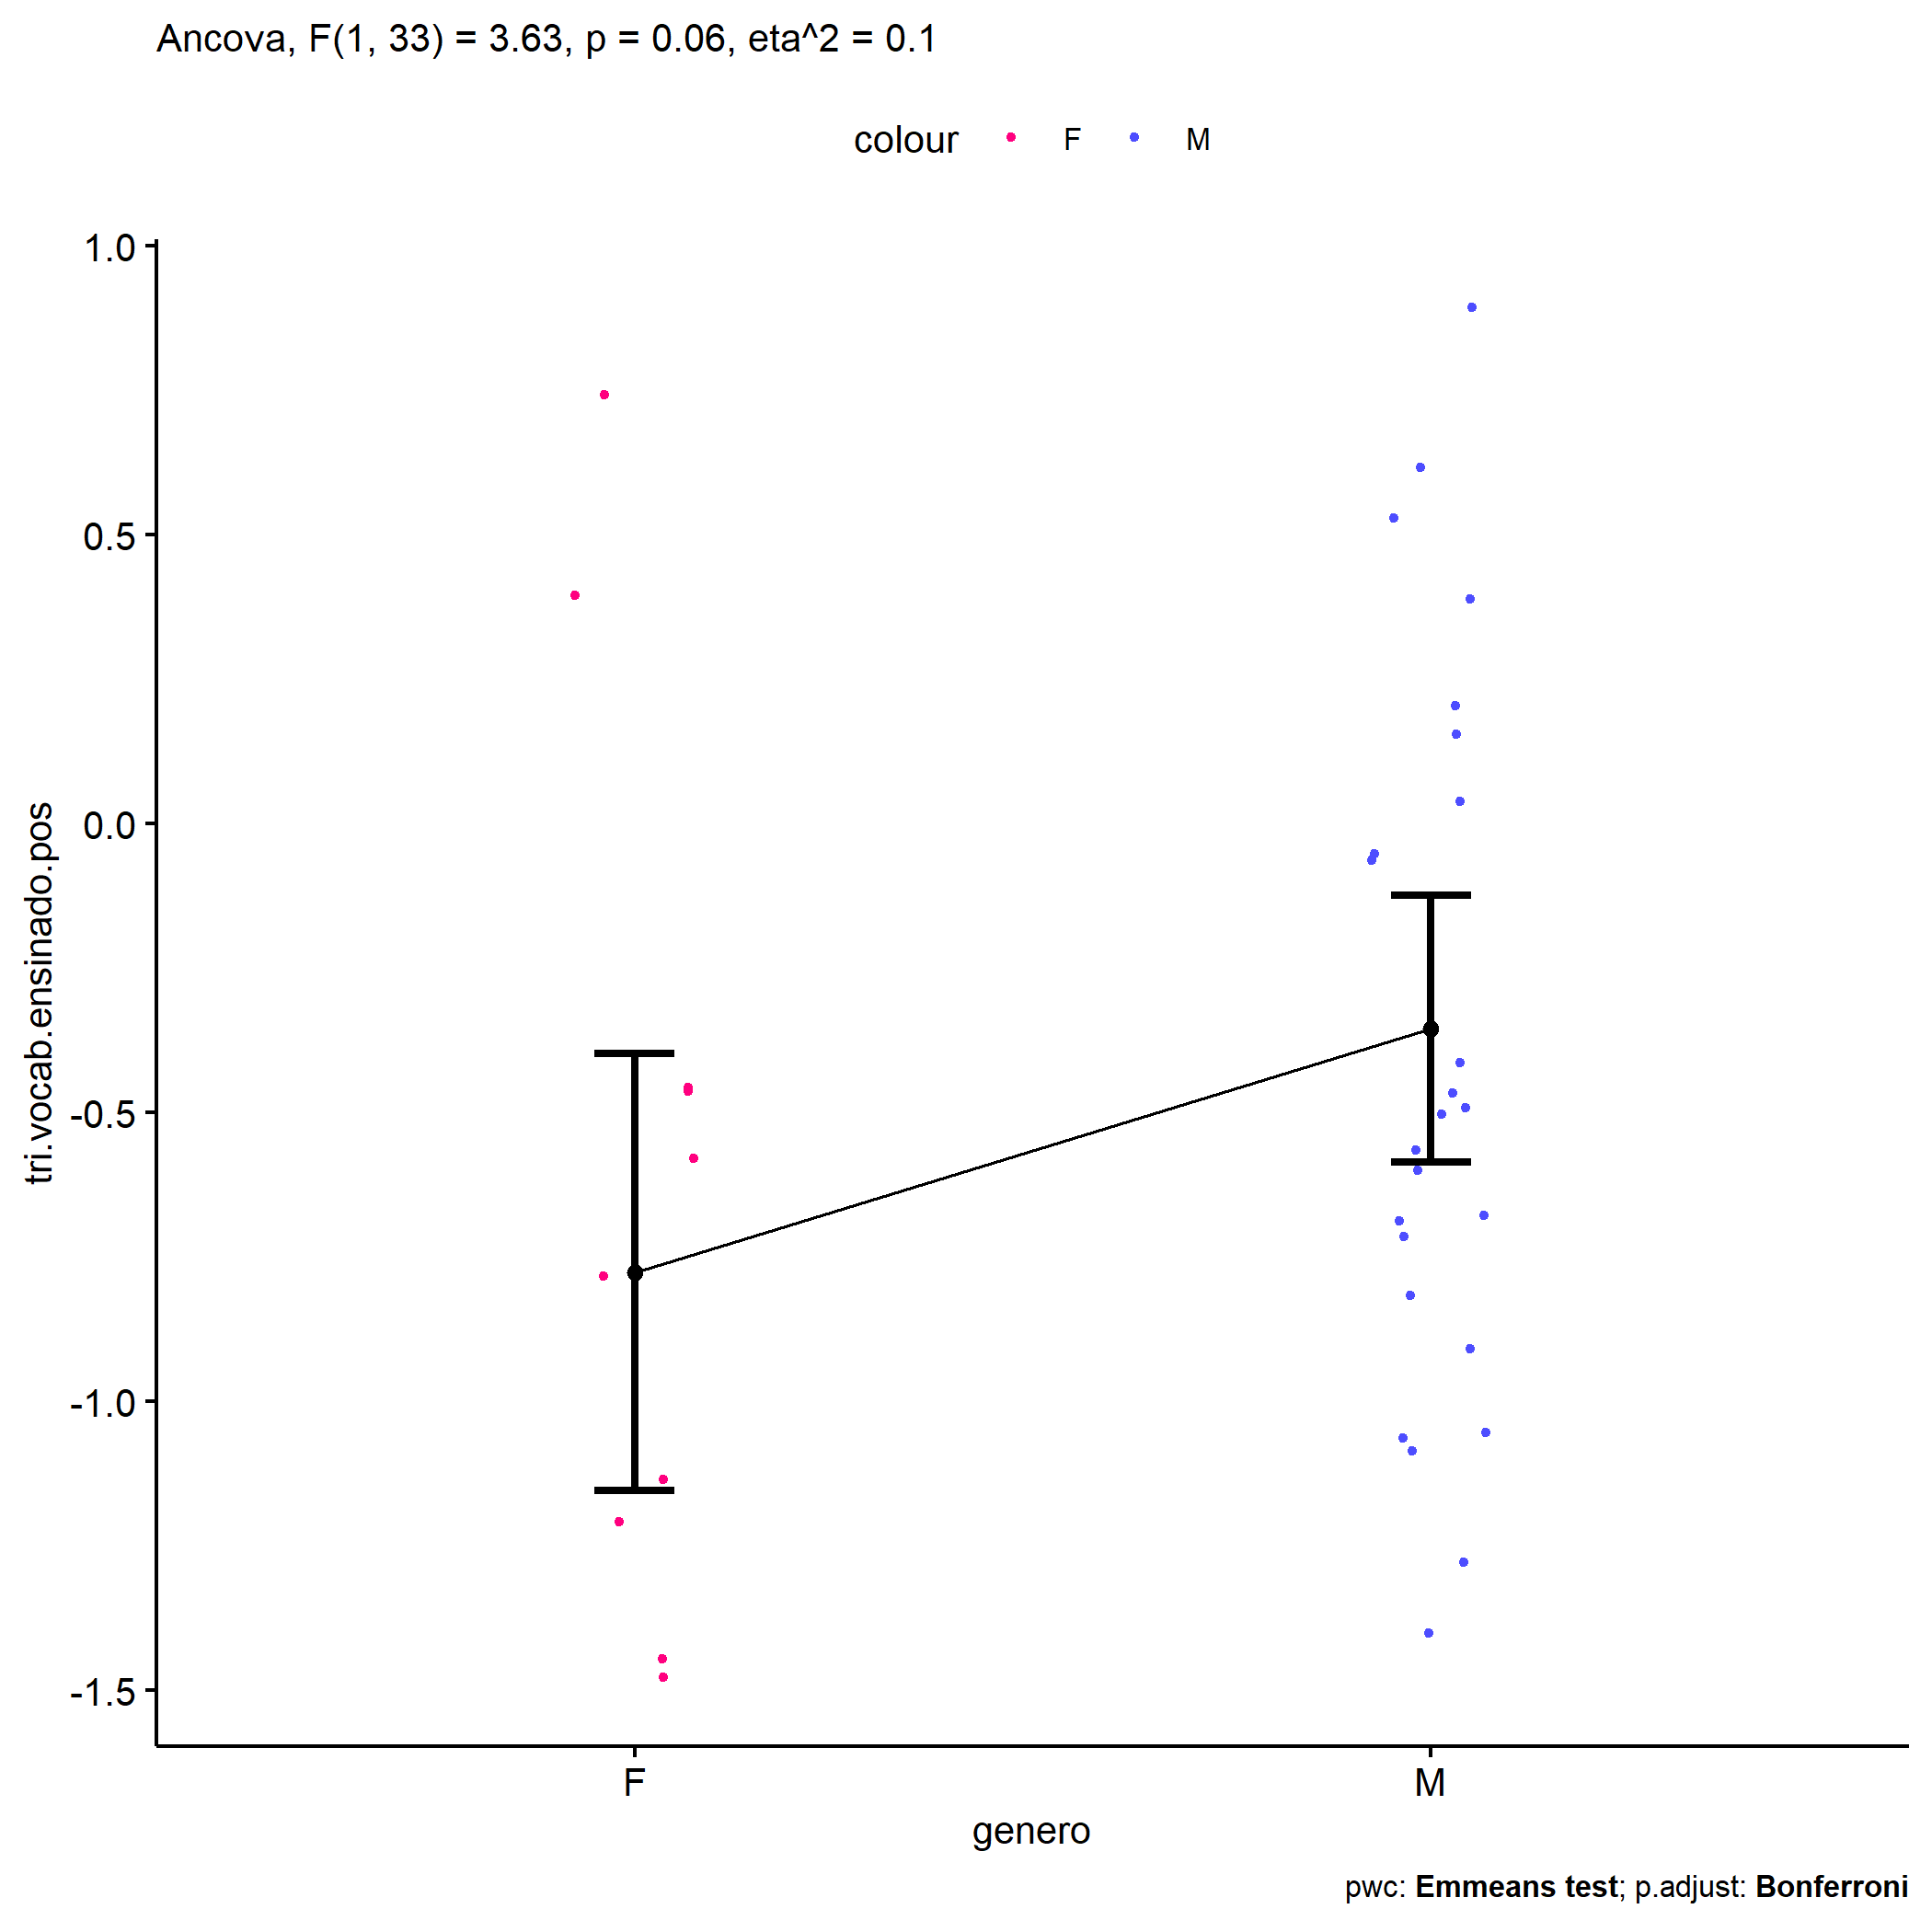 Ancova, F(1, 33) = 3.63, p = 0.06, eta^2 = 0.1
colour F M
1.0
0.5
0.0
-0.5
-1.0
-1.5
tri.vocab.ensinado.pos
F M
genero
pwc: Emmeans test; p.adjust: Bonferroni